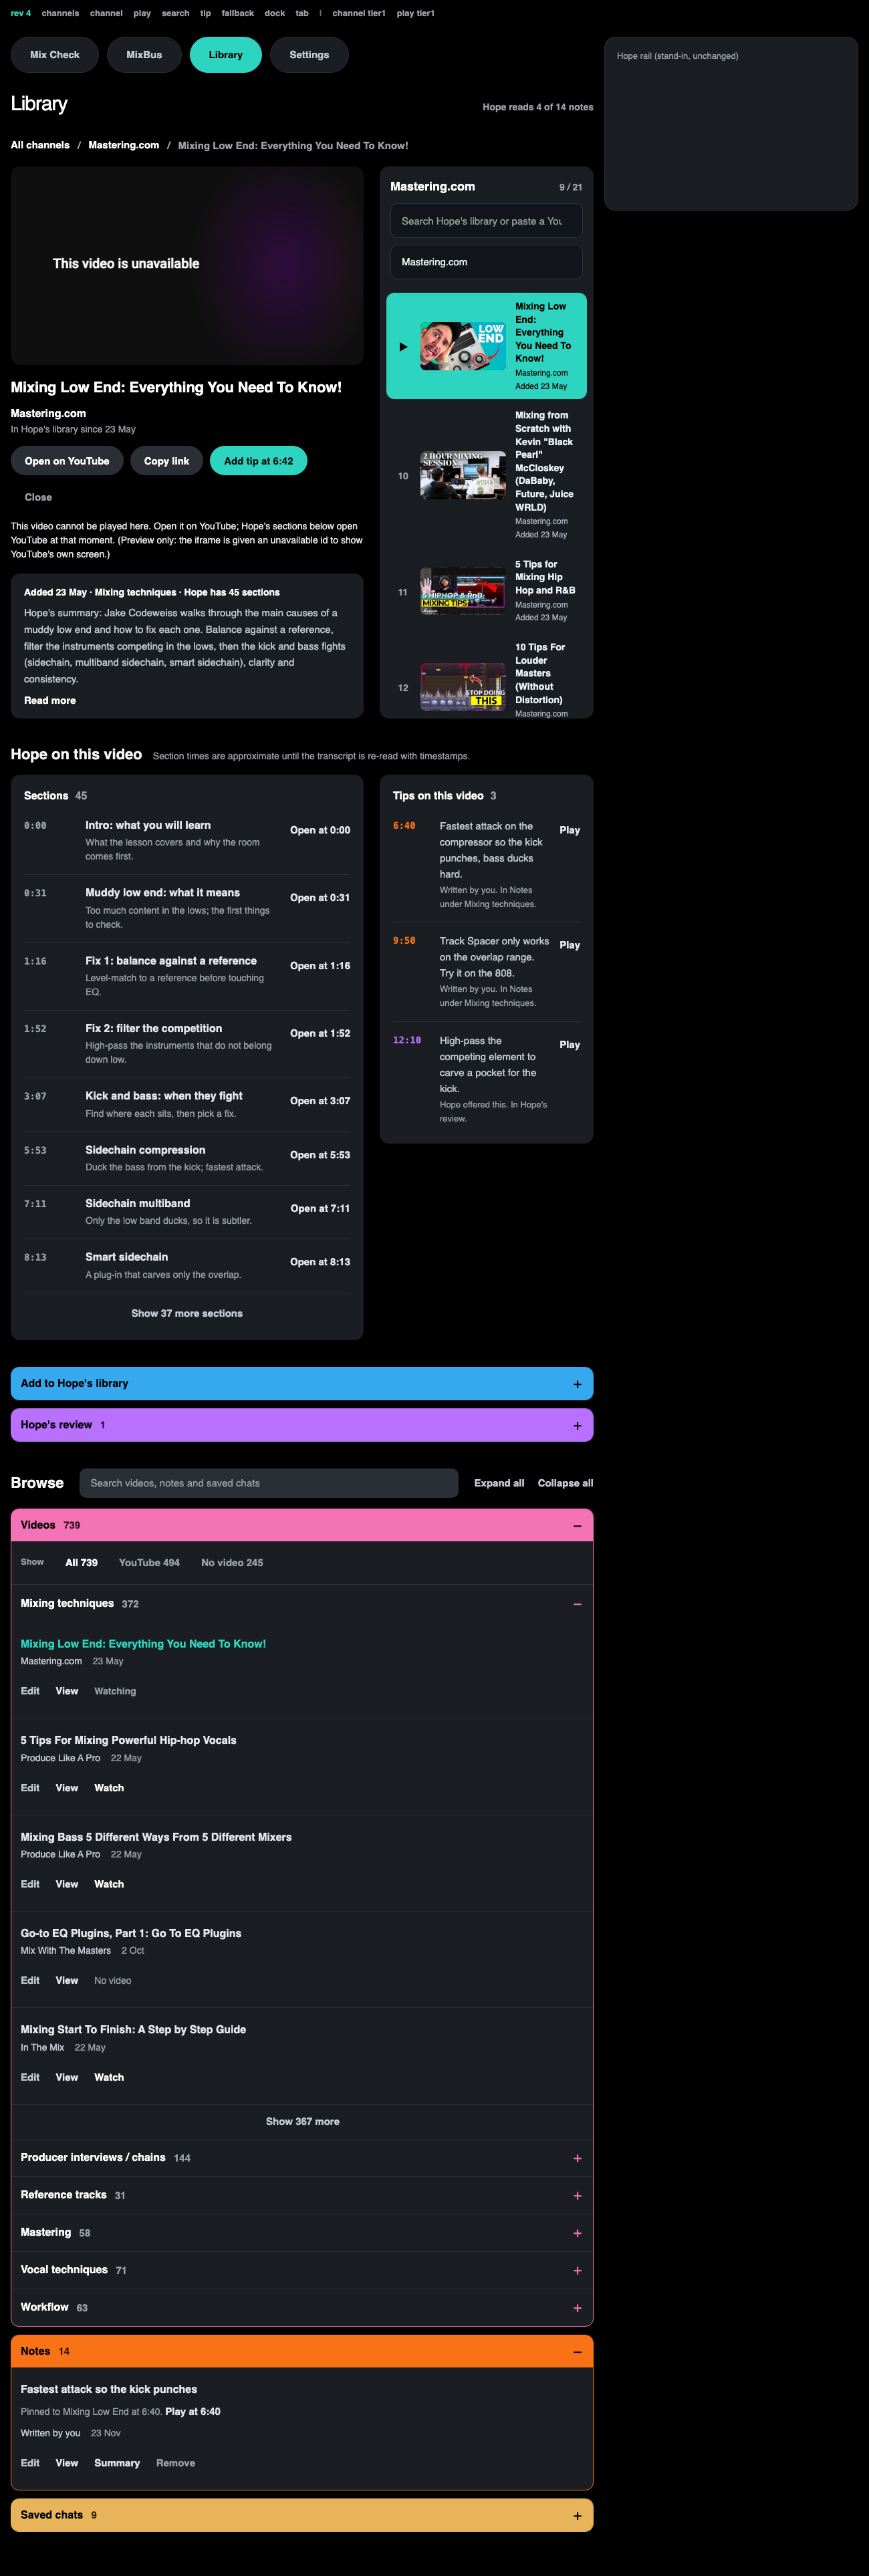 rev 4 channels channel play search tip fallback dock tab | channel tier1 play tier1
Mix Check MixBus Library Settings
Hope rail (stand-in, unchanged)
Library
Hope reads 4 of 14 notes
All channels / Mastering.com / Mixing Low End: Everything You Need To Know!
This video is unavailable
Mixing Low End: Everything You Need To Know!
Mastering.com
In Hope's library since 23 May
Open on YouTube Copy link Add tip at 6:42
Close
This video cannot be played here. Open it on YouTube; Hope's sections below open
YouTube at that moment. (Preview only: the iframe is given an unavailable id to show
YouTube's own screen.)
Added 23 May · Mixing techniques · Hope has 45 sections
Hope's summary: Jake Codeweiss walks through the main causes of a
muddy low end and how to fix each one. Balance against a reference,
filter the instruments competing in the lows, then the kick and bass fights
(sidechain, multiband sidechain, smart sidechain), clarity and
consistency.
Read more
Mastering.com 9 / 21
Search Hope's library or paste a You
Mastering.com
LOW
END
Mixing Low
End:
Everything
You Need To
Know!
Mastering.com
Added 23 May
10
2 HOUR MIXING
SESSION
Mixing from
Scratch with
Kevin "Black
Pearl"
McCloskey
(DaBaby,
Future, Juice
WRLD)
Mastering.com
Added 23 May
11
5 HIPHOP & RnB
MIXING TIPS
5 Tips for
Mixing Hip
Hop and R&B
Mastering.com
Added 23 May
12
STOP DOING
THIS
10 Tips For
Louder
Masters
(Without
Distortion)
Mastering.com
Hope on this video Section times are approximate until the transcript is re-read with timestamps.
Sections 45
0:00 Intro: what you will learn Open at 0:00
What the lesson covers and why the room
comes first.
0:31 Muddy low end: what it means Open at 0:31
Too much content in the lows; the first things
to check.
1:16 Fix 1: balance against a reference Open at 1:16
Level-match to a reference before touching
EQ.
1:52 Fix 2: filter the competition Open at 1:52
High-pass the instruments that do not belong
down low.
3:07 Kick and bass: when they fight Open at 3:07
Find where each sits, then pick a fix.
5:53 Sidechain compression Open at 5:53
Duck the bass from the kick; fastest attack.
7:11 Sidechain multiband Open at 7:11
Only the low band ducks, so it is subtler.
8:13 Smart sidechain Open at 8:13
A plug-in that carves only the overlap.
Show 37 more sections
Tips on this video 3
6:40 Fastest attack on the Play
compressor so the kick
punches, bass ducks
hard.
Written by you. In Notes
under Mixing techniques.
9:50 Track Spacer only works Play
on the overlap range.
Try it on the 808.
Written by you. In Notes
under Mixing techniques.
12:10 High-pass the Play
competing element to
carve a pocket for the
kick.
Hope offered this. In Hope's
review.
Add to Hope's library +
Hope's review 1 +
Browse Search videos, notes and saved chats Expand all Collapse all
Videos 739 −
Show All 739 YouTube 494 No video 245
Mixing techniques 372 −
Mixing Low End: Everything You Need To Know!
Mastering.com 23 May
Edit View Watching
5 Tips For Mixing Powerful Hip-hop Vocals
Produce Like A Pro 22 May
Edit View Watch
Mixing Bass 5 Different Ways From 5 Different Mixers
Produce Like A Pro 22 May
Edit View Watch
Go-to EQ Plugins, Part 1: Go To EQ Plugins
Mix With The Masters 2 Oct
Edit View No video
Mixing Start To Finish: A Step by Step Guide
In The Mix 22 May
Edit View Watch
Show 367 more
Producer interviews / chains 144 +
Reference tracks 31 +
Mastering 58 +
Vocal techniques 71 +
Workflow 63 +
Notes 14 −
Fastest attack so the kick punches
Pinned to Mixing Low End at 6:40. Play at 6:40
Written by you 23 Nov
Edit View Summary Remove
Saved chats 9 +